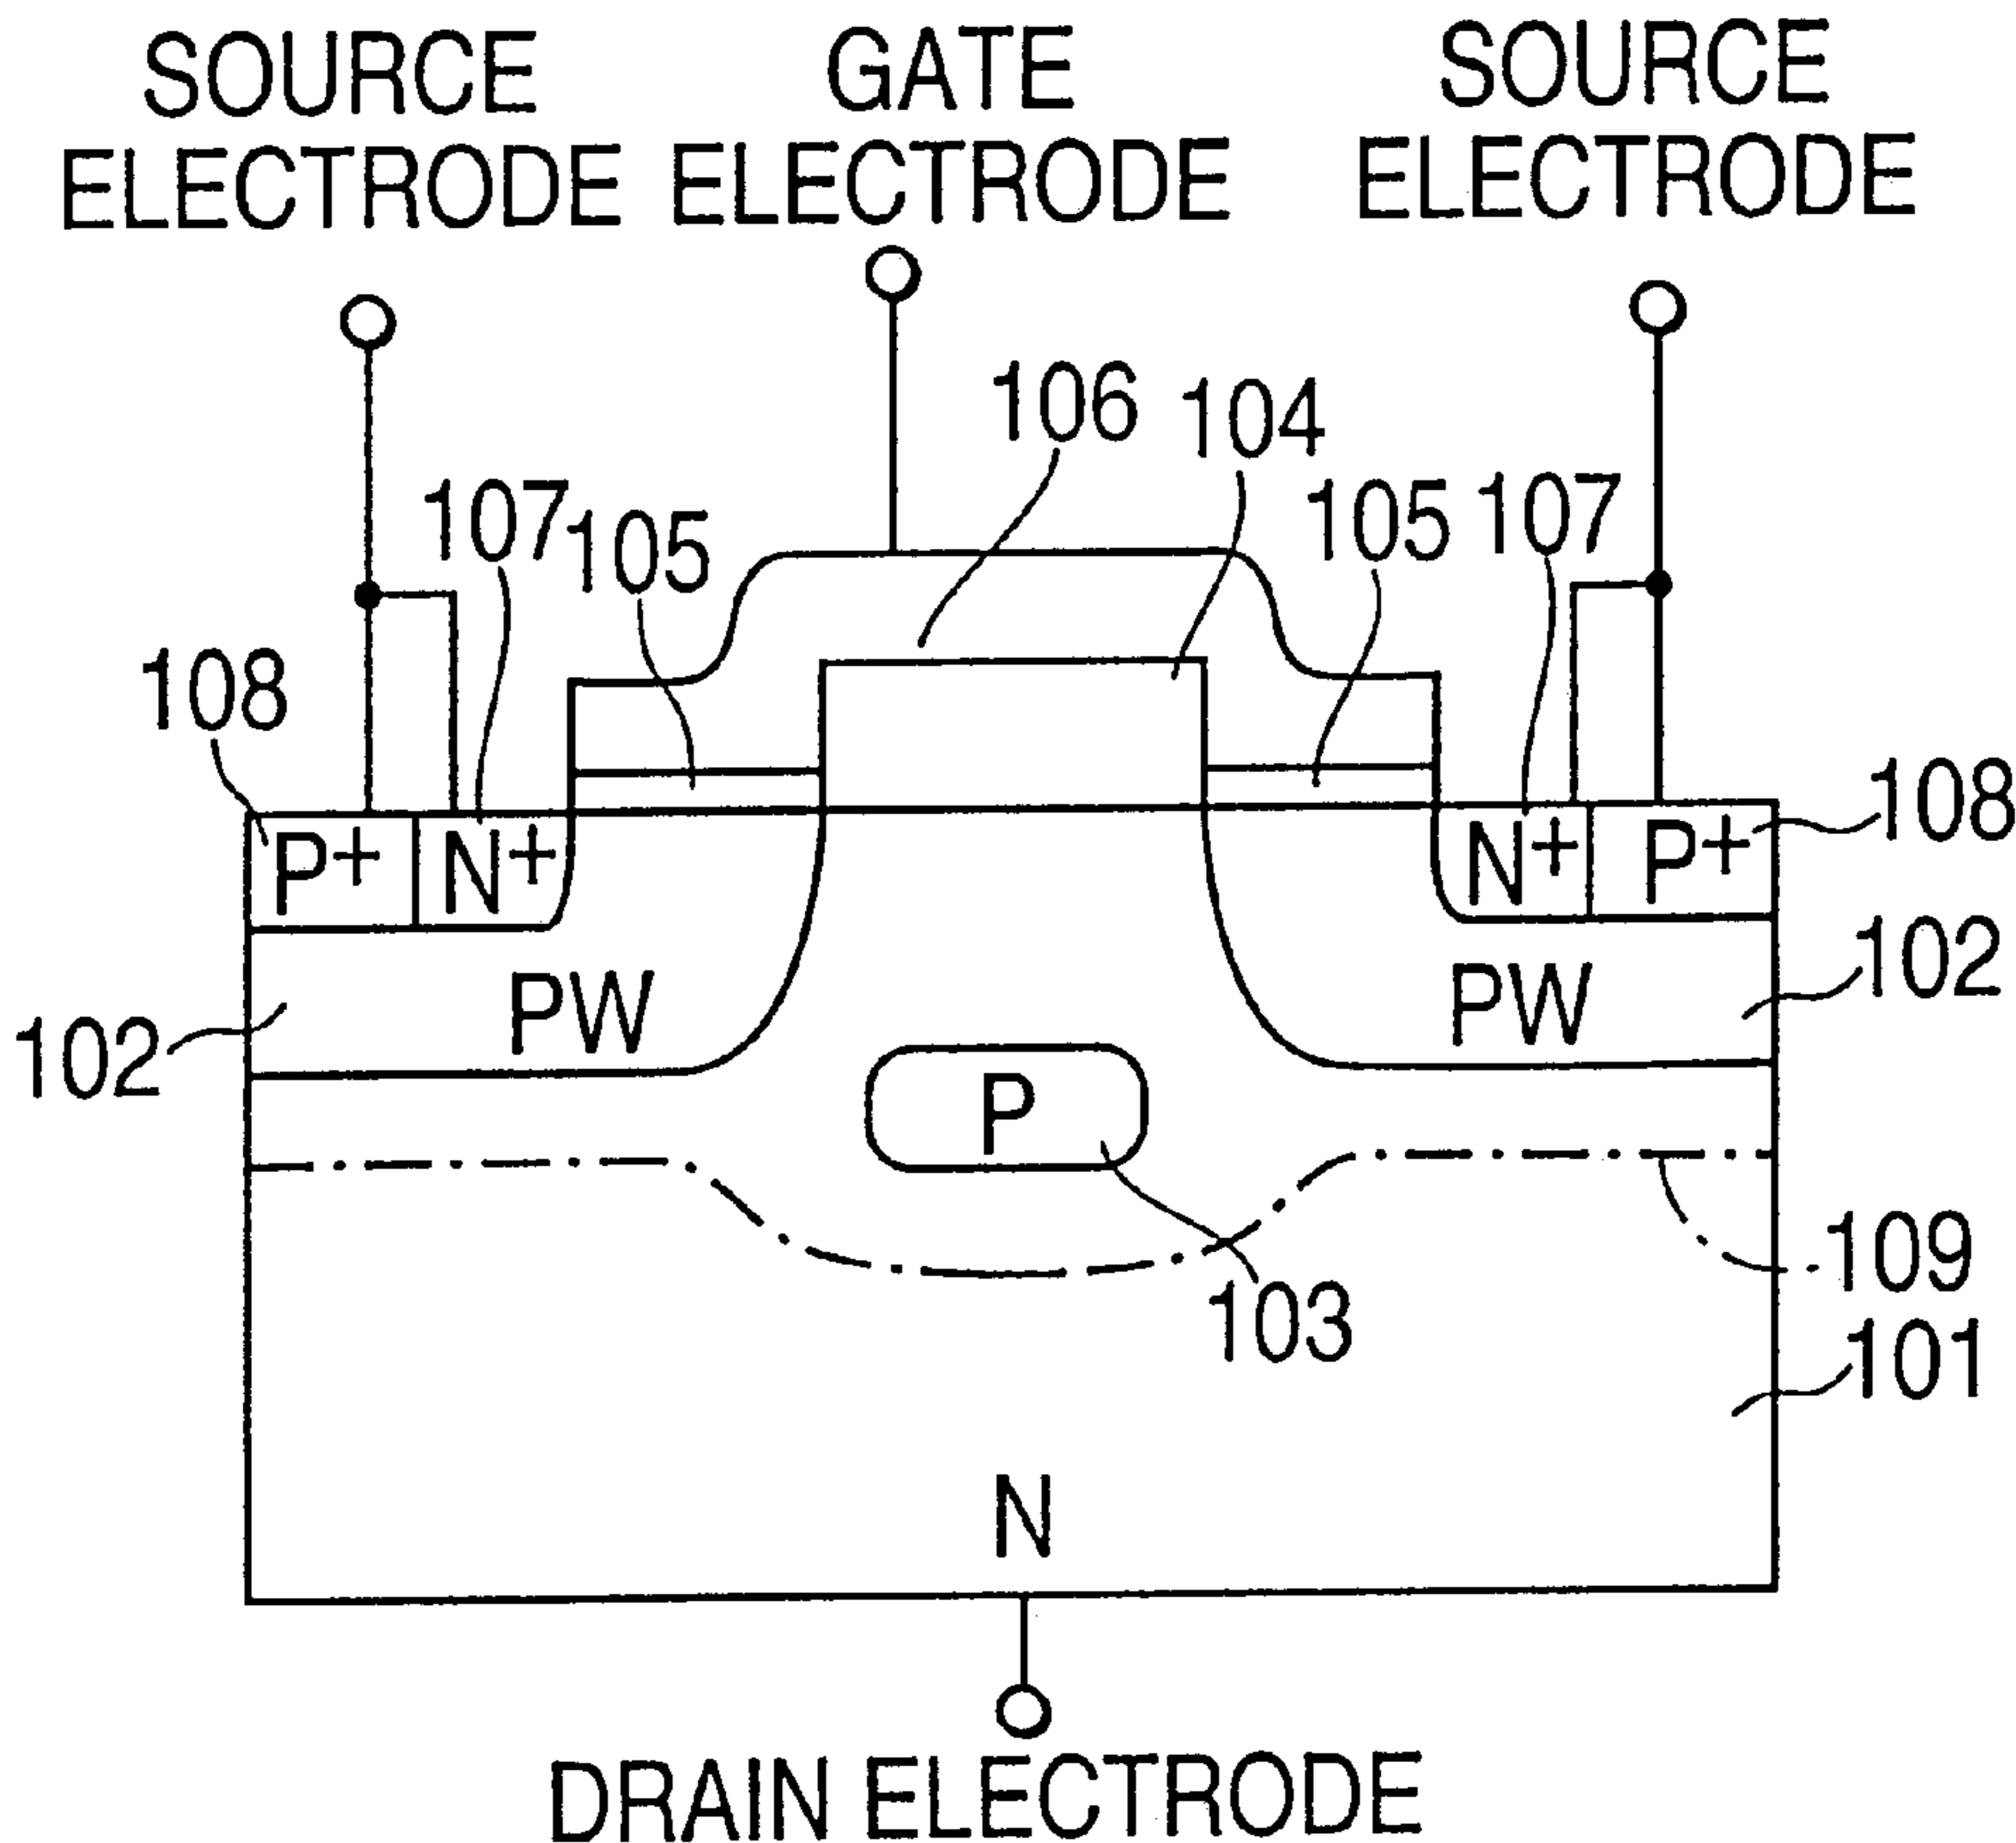 SOURCE
ELECTRODE
GATE
ELECTRODE
SOURCE
ELECTRODE
106
104
107
105
105
107
108
108
P+
N+
N+
P+
102
PW
PW
102
P
109
103
101
N
DRAIN ELECTRODE